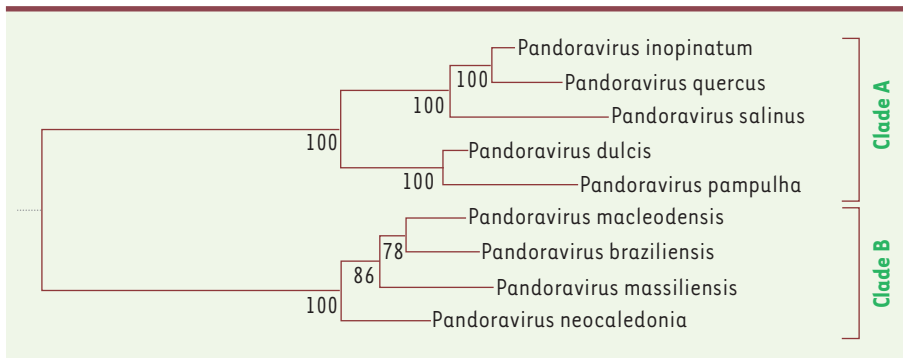 Pandoravirus inopinatum
100
Pandoravirus quercus
100
Pandoravirus salinus
100
Pandoravirus dulcis
100
Pandoravirus pampulha
Clade A
Pandoravirus macleodensis
78
Pandoravirus braziliensis
86
Pandoravirus massiliensis
100
Pandoravirus neocaledonia
Clade B